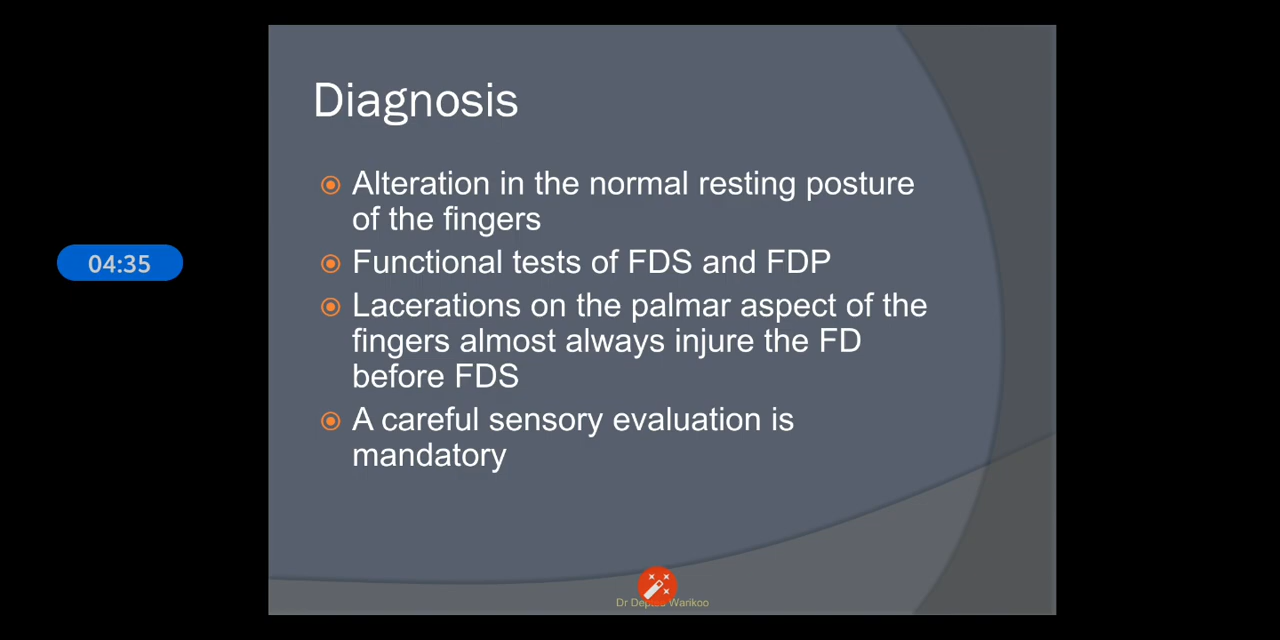 Diagnosis
Alteration in the normal resting posture
of the fingers
04:35
Functional tests of FDS and FDP
Lacerations on the palmar aspect of the
fingers almost always injure the FD
before FDS
A careful sensory evaluation is
mandatory
Dr Warikoo